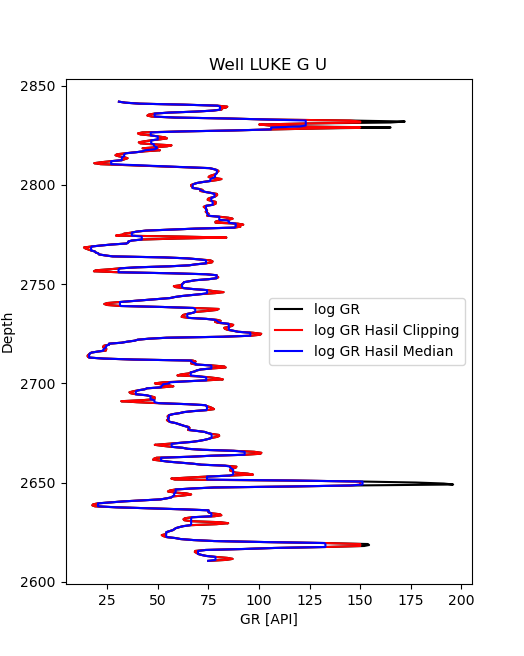 Well LUKE G U
2850
2800
2750
2700
2650
2600
Depth
log GR
log GR Hasil Clipping
log GR Hasil Median
25 50 75 100 125 150 175 200
GR [API]